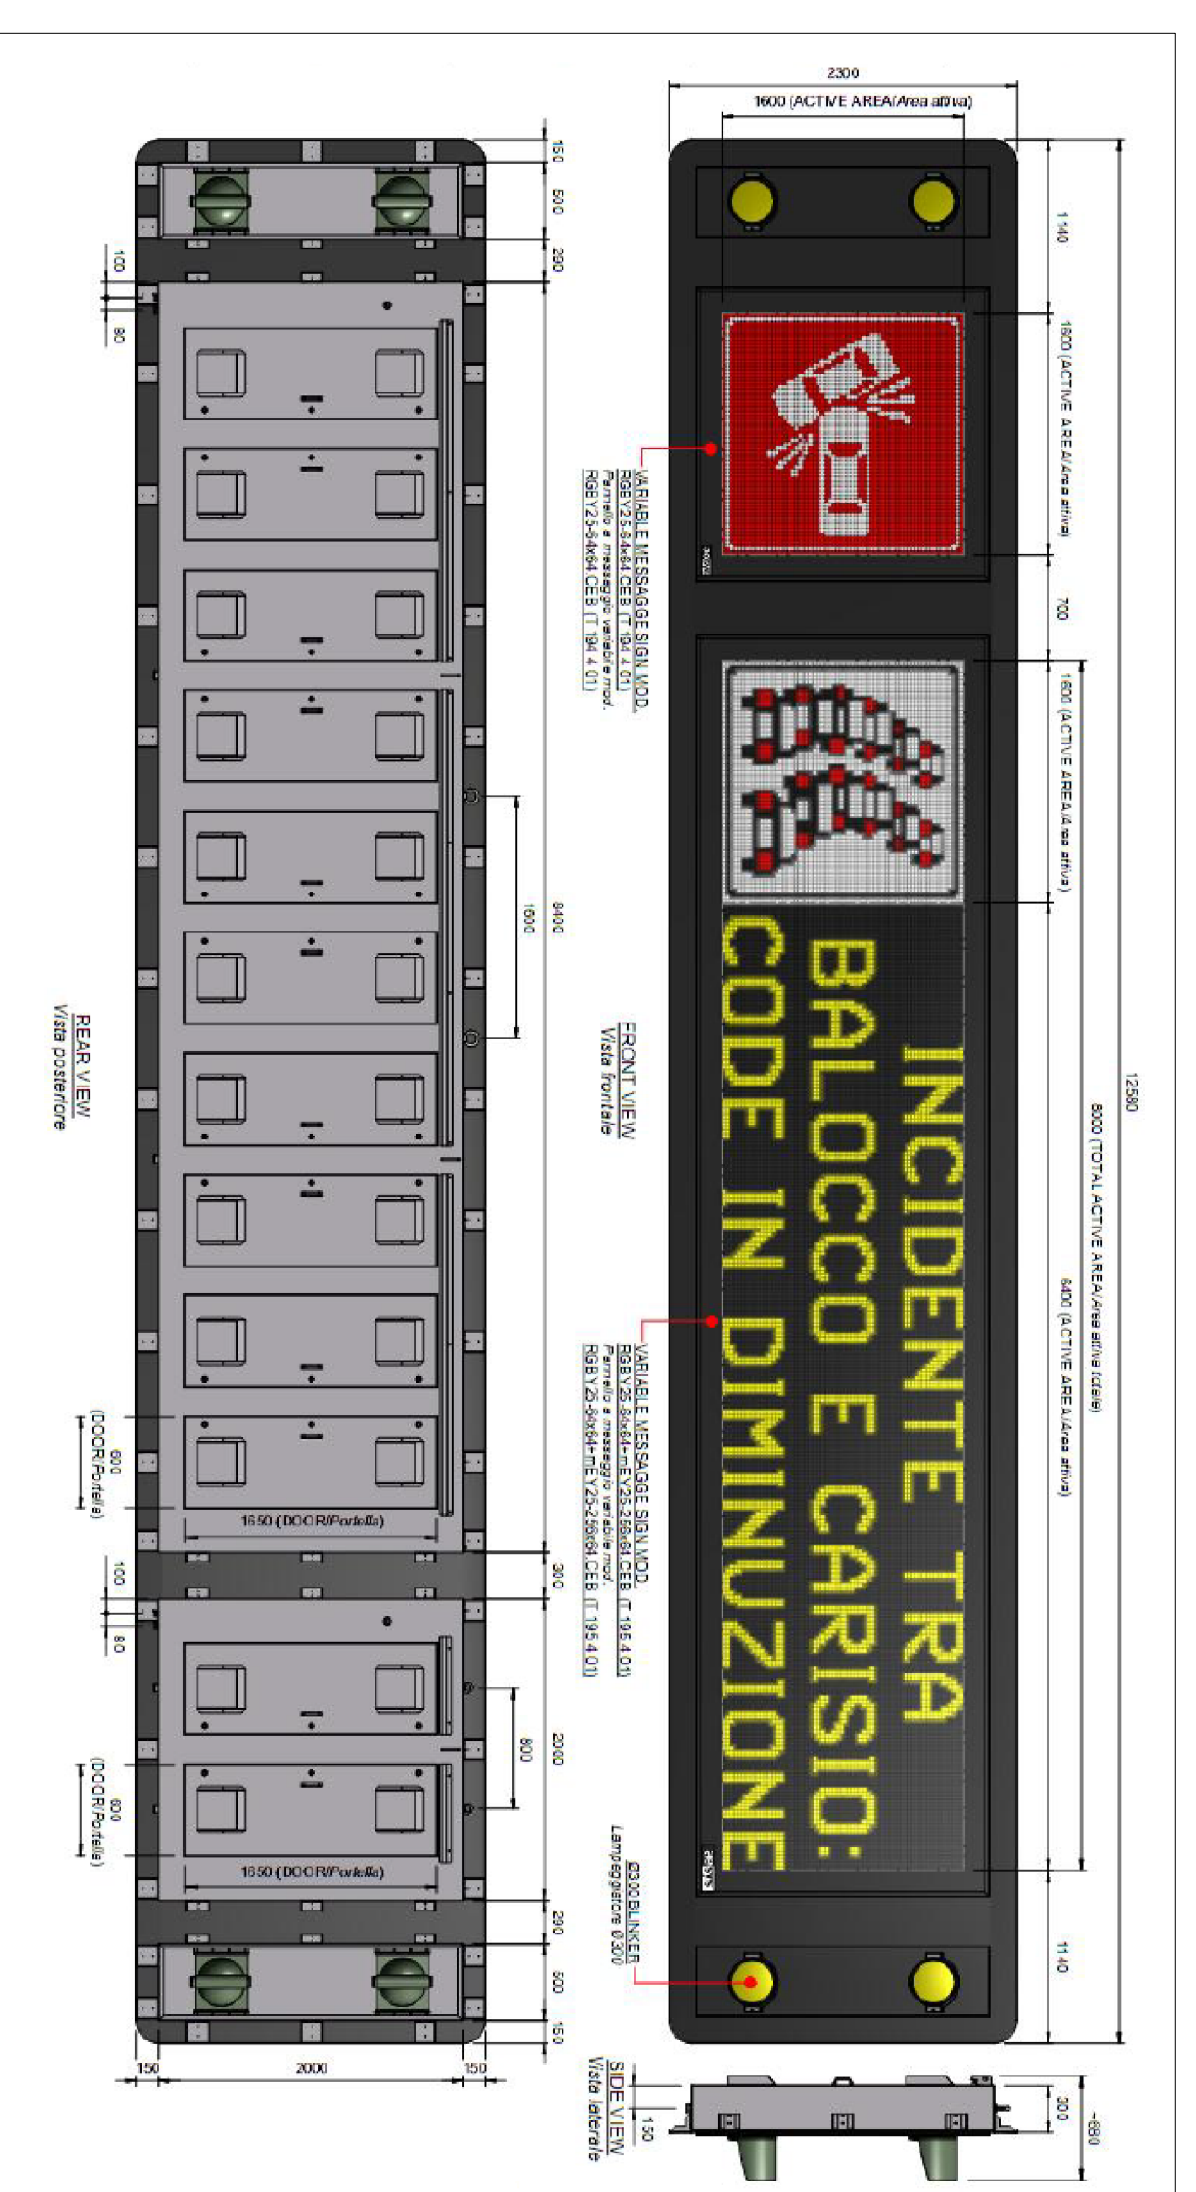 12580
8000 (TOTAL ACTIVE AREA/Area attiva totale)
1140
1600 (ACTIVE AREA/Area attiva)
700
1600 (ACTIVE AREA/Area attiva)
6400 (ACTIVE AREA/Area attiva)
1140
2300
1600 (ACTIVE AREA/Area attiva)
INCIDENTE TRA
BALOCCO E CARISIO:
CODE IN DIMINUZIONE
VARIABLE MESSAGGE SIGN MOD.
RGBY25-64x64.CEB (T 194 4 01)
Pannello a messaggio variabile mod.
RGBY25-64x64.CEB (T 194 4 01)
VARIABLE MESSAGGE SIGN MOD.
RGBY25-64x64+mEY25-256x64.CEB (T 195 4 01)
Pannello a messaggio variabile mod.
RGBY25-64x64+mEY25-256x64.CEB (T 195 4 01)
Ø300 BLINKER
Lampeggiatore Ø300
FRONT VIEW
Vista frontale
~680
300
150
SIDE VIEW
Vista laterale
150
500
290
8400
300
2000
290
500
150
1600
800
150
2000
150
1650 (DOOR/Portella)
1650 (DOOR/Portella)
100
80
600
(DOOR/Portella)
100
80
600
(DOOR/Portella)
REAR VIEW
Vista posteriore